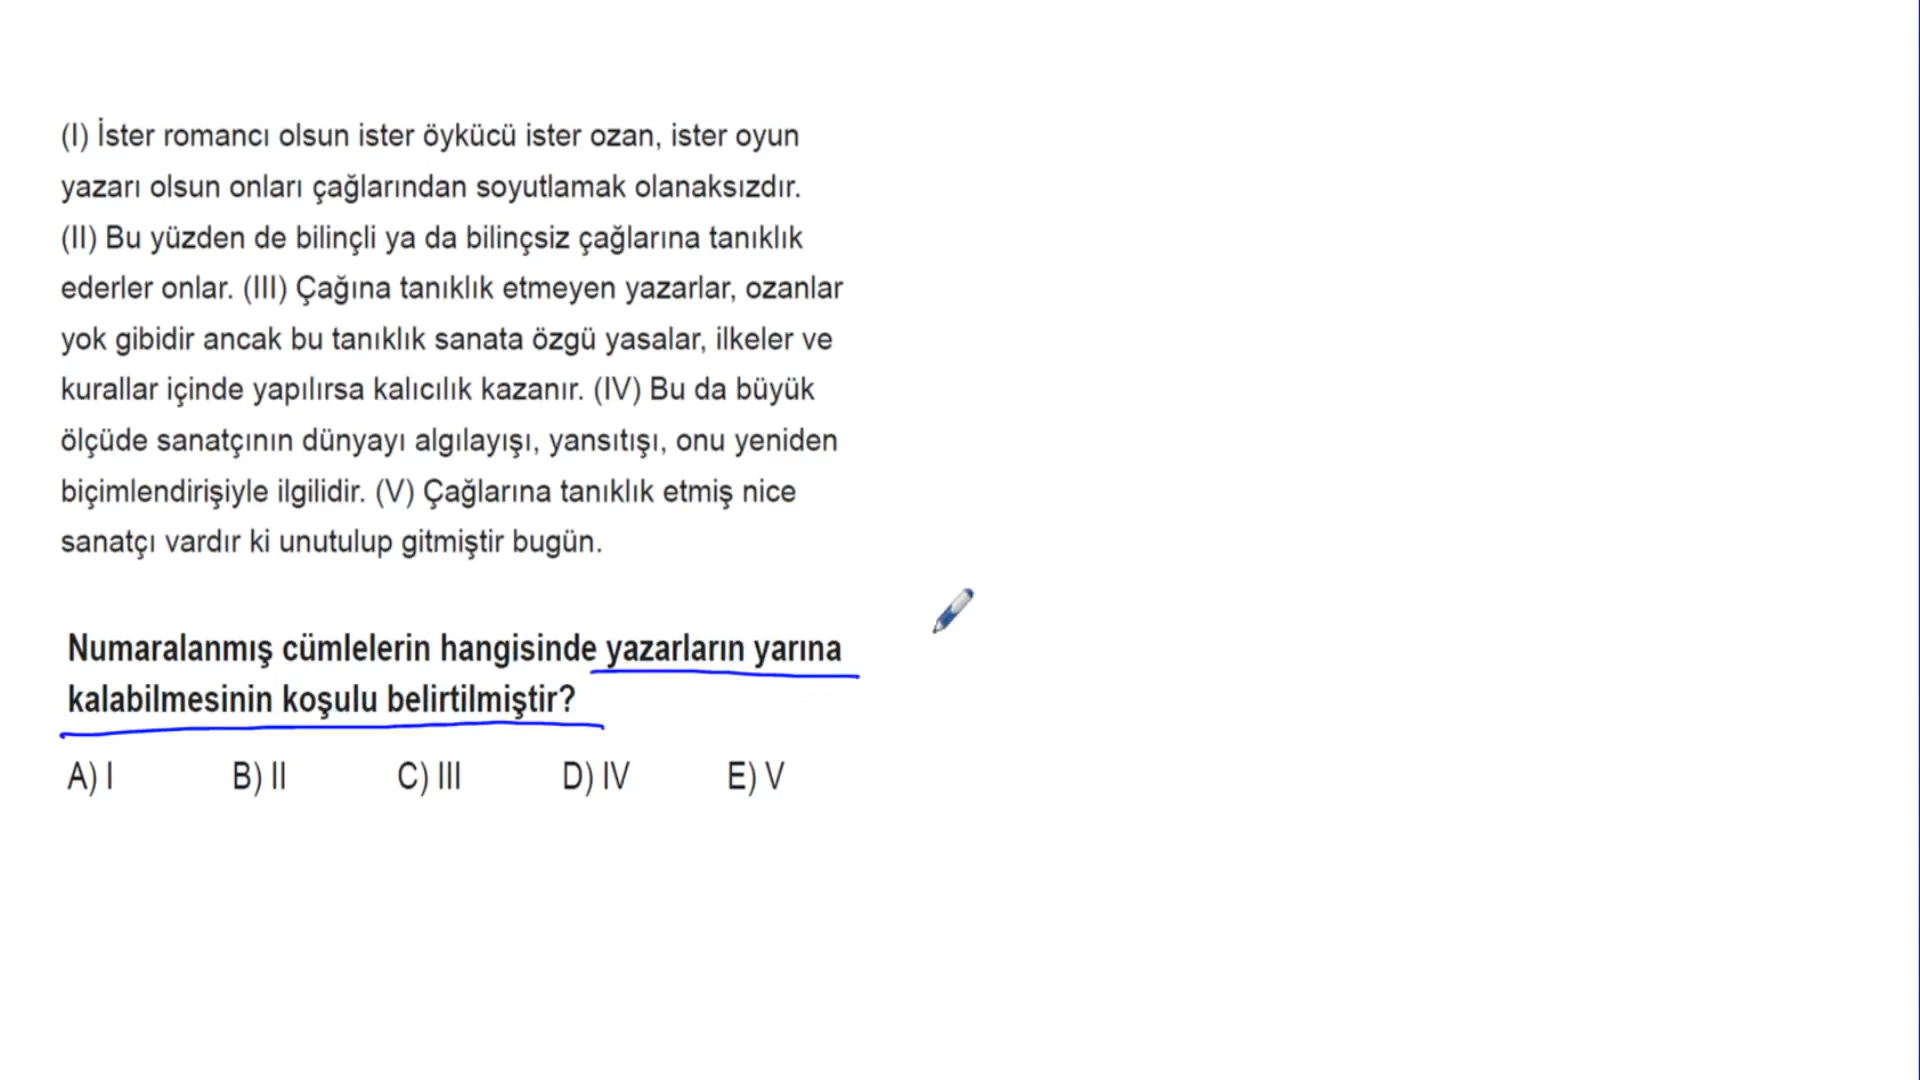 (I) İster romancı olsun ister öykücü ister ozan, ister oyun
yazarı olsun onları çağlarından soyutlamak olanaksızdır.
(II) Bu yüzden de bilinçli ya da bilinçsiz çağlarına tanıklık
ederler onlar. (III) Çağına tanıklık etmeyen yazarlar, ozanlar
yok gibidir ancak bu tanıklık sanata özgü yasalar, ilkeler ve
kurallar içinde yapılırsa kalıcılık kazanır. (IV) Bu da büyük
ölçüde sanatçının dünyayı algılayışı, yansıtışı, onu yeniden
biçimlendirişiyle ilgilidir. (V) Çağlarına tanıklık etmiş nice
sanatçı vardır ki unutulup gitmiştir bugün.
Numaralanmış cümlelerin hangisinde yazarların yarına
kalabilmesinin koşulu belirtilmiştir?
A) I B) II C) III D) IV E) V